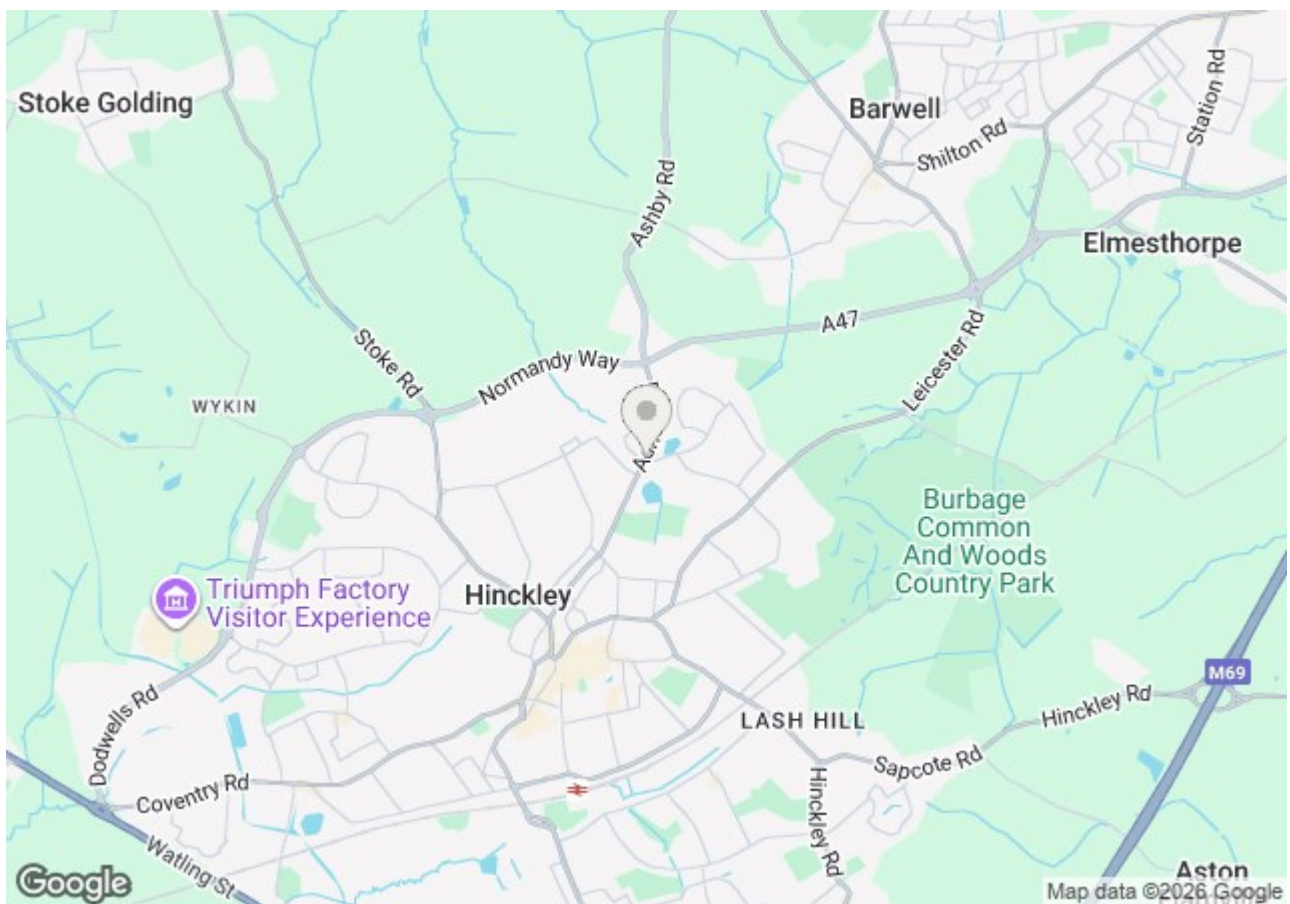 Stoke Golding
Barwell
Shilton Rd
Station Rd
Ashby Rd
Elmesthorpe
A47
Stoke Rd
Normandy Way
Leicester Rd
WYKIN
Burbage
Common
And Woods
Country Park
Triumph Factory
Visitor Experience
Hinckley
M69
Dodwells Rd
LASH HILL
Hinckley Rd
Sapcote Rd
Coventry Rd
Hinckley Rd
Watling St
Aston
Google
Map data ©2026 Google